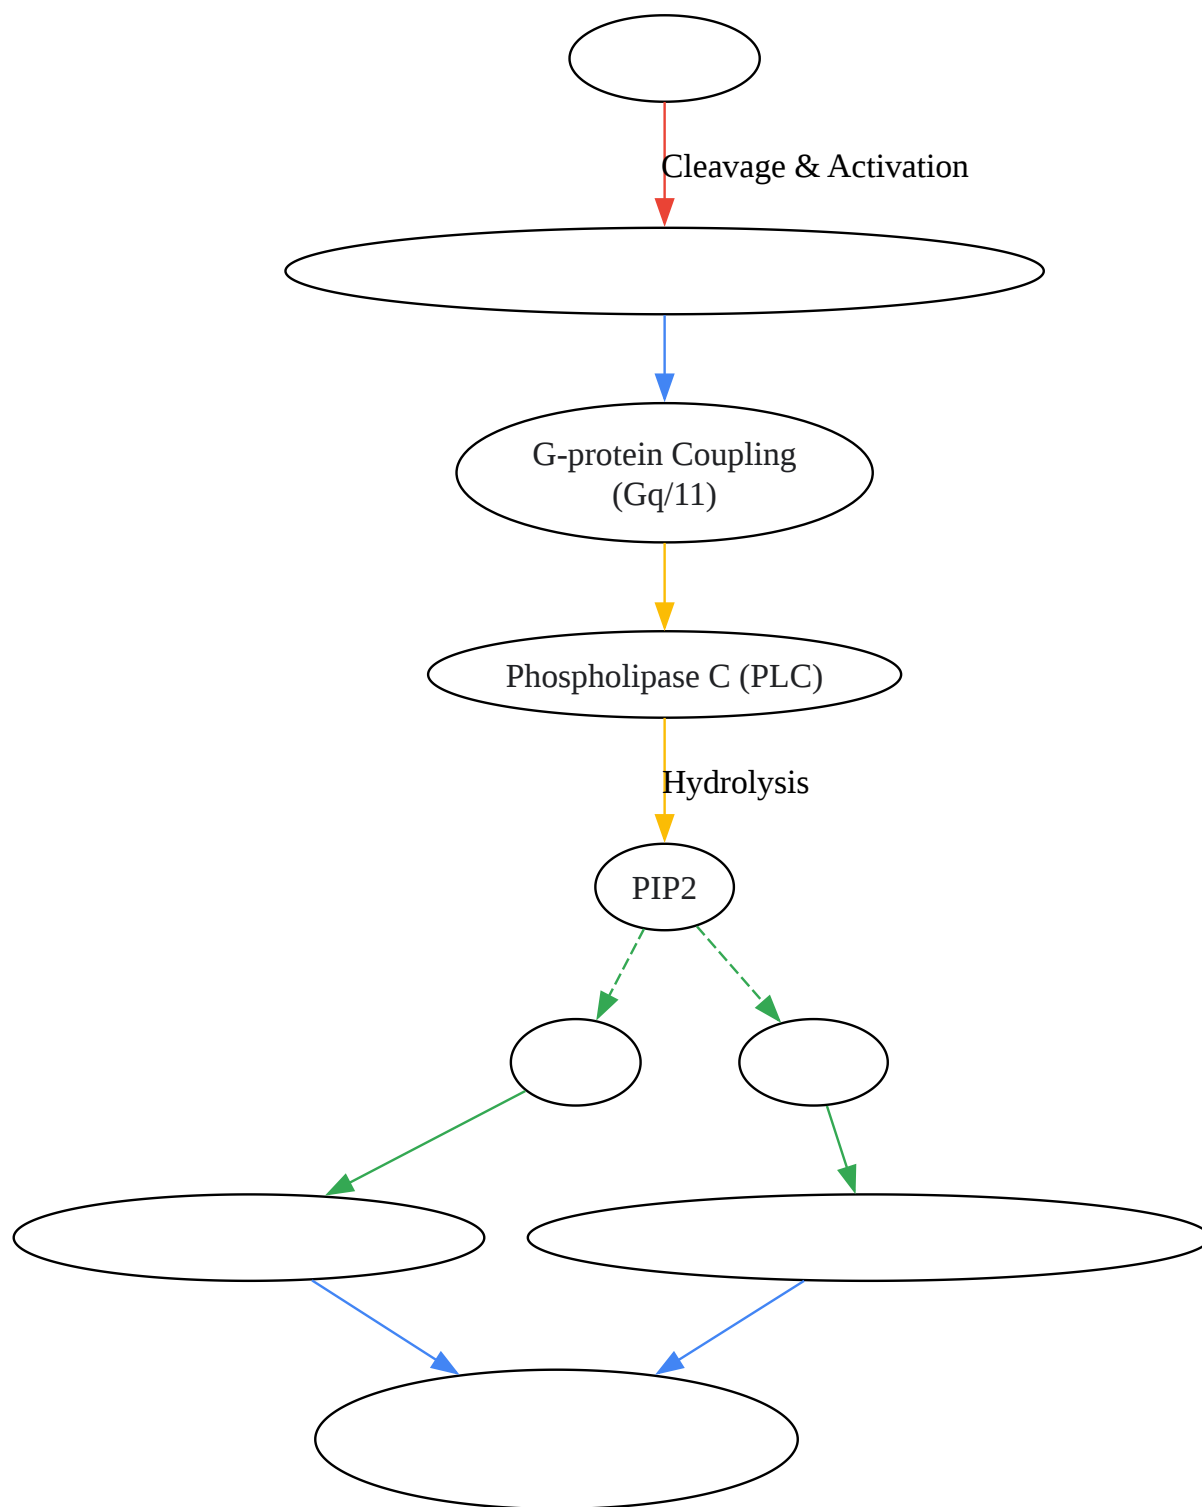 Cleavage & Activation
G-protein Coupling
(Gq/11)
Phospholipase C (PLC)
Hydrolysis
PIP2